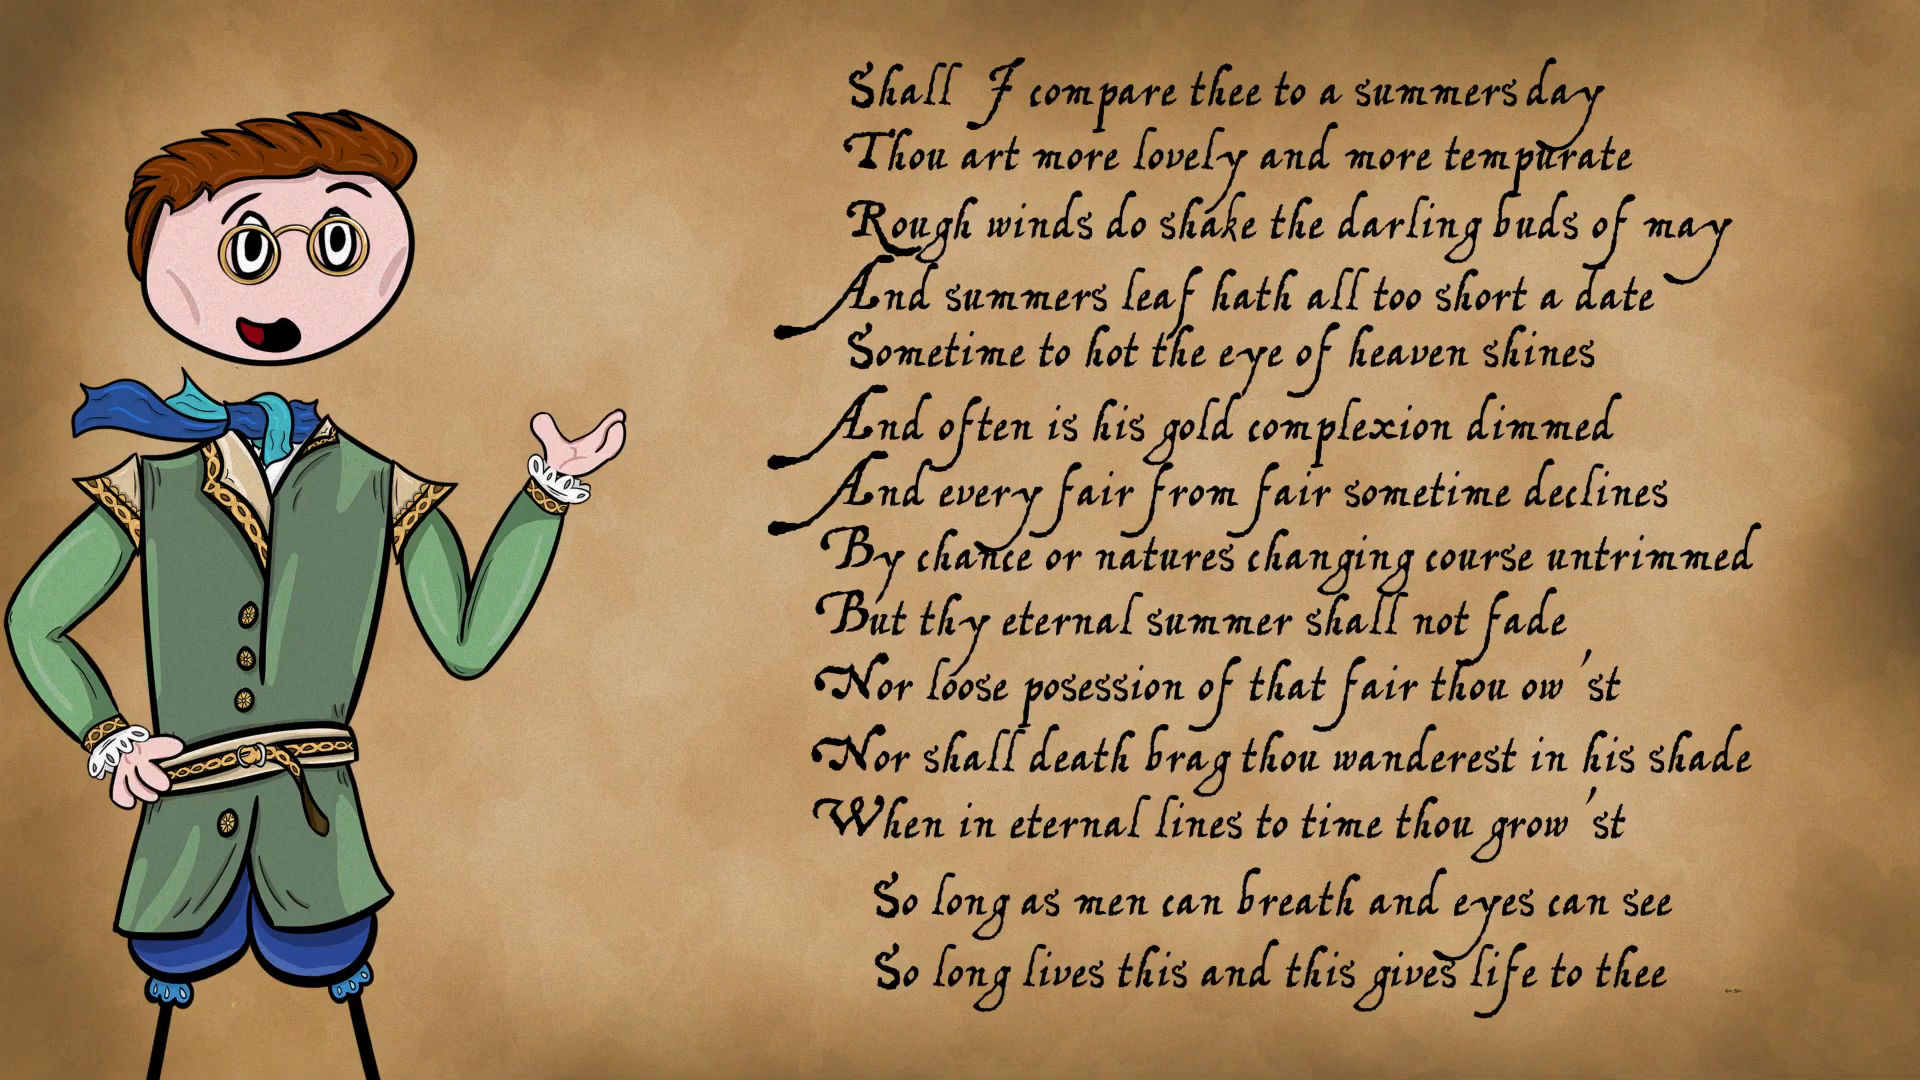 Shall I compare thee to a summers day
Thou art more lovely and more tempurate
Rough winds do shake the darling buds of may
And summers leaf hath all too short a date
Sometime to hot the eye of heaven shines
And often is his gold complexion dimmed
And every fair from fair sometime declines
By chance or natures changing course untrimmed
But thy eternal summer shall not fade
Nor loose posession of that fair thou ow'st
Nor shall death brag thou wanderest in his shade
When in eternal lines to time thou grow'st
So long as men can breath and eyes can see
So long lives this and this gives life to thee